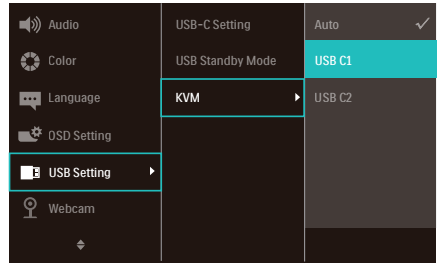 Audio
Color
Language
OSD Setting
USB Setting
Webcam
USB-C Setting
USB Standby Mode
KVM
Auto
USB C1
USB C2